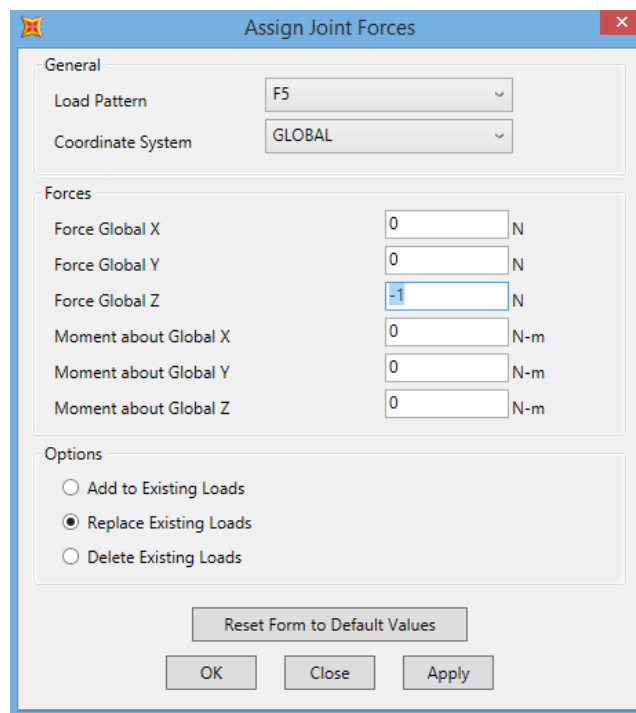 Assign Joint Forces
General
Load Pattern F5
Coordinate System GLOBAL
Forces
Force Global X 0 N
Force Global Y 0 N
Force Global Z -1 N
Moment about Global X 0 N-m
Moment about Global Y 0 N-m
Moment about Global Z 0 N-m
Options
Add to Existing Loads
Replace Existing Loads
Delete Existing Loads
Reset Form to Default Values
OK Close Apply